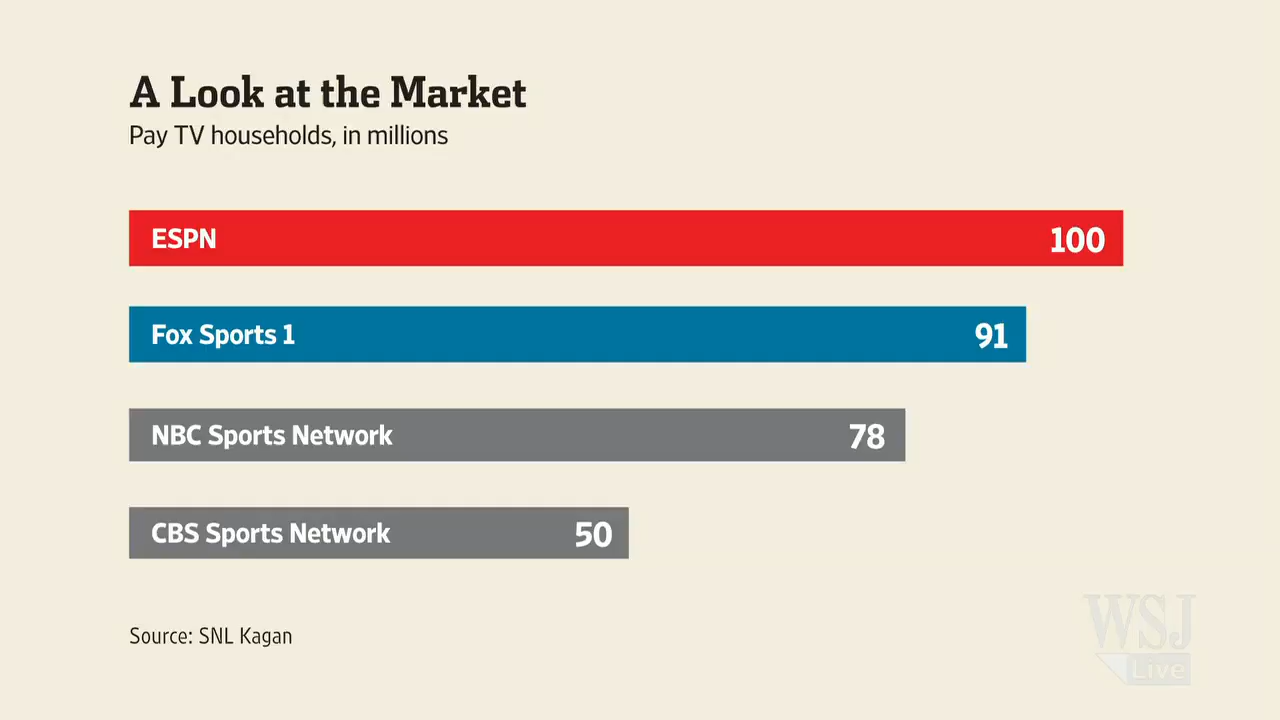 A Look at the Market
Pay TV households, in millions
ESPN 100
Fox Sports 1 91
NBC Sports Network 78
CBS Sports Network 50
Source: SNL Kagan
WSJ
Live